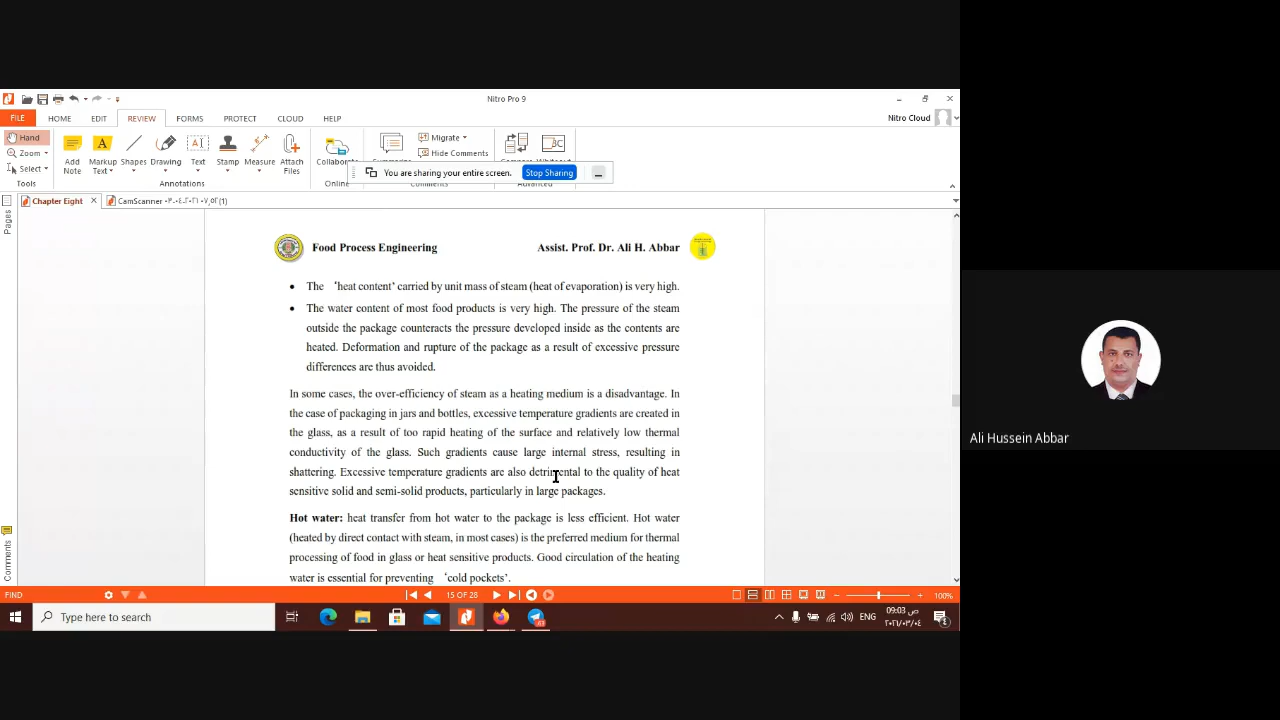 Nitro Pro 9
FILE HOME EDIT REVIEW FORMS PROTECT CLOUD HELP Nitro Cloud
Hand
Zoom
Select
Tools
Add Note
Markup Text
Shapes
Drawing
Text
Stamp
Measure
Attach Files
Annotations
Collaborate
Online
Migrate
Hide Comments
Comments
Advanced
You are sharing your entire screen. Stop Sharing
Chapter Eight
CamScanner
Pages
Food Process Engineering Assist. Prof. Dr. Ali H. Abbar
• The ‘heat content’ carried by unit mass of steam (heat of evaporation) is very high.
• The water content of most food products is very high. The pressure of the steam
outside the package counteracts the pressure developed inside as the contents are
heated. Deformation and rupture of the package as a result of excessive pressure
differences are thus avoided.
In some cases, the over-efficiency of steam as a heating medium is a disadvantage. In
the case of packaging in jars and bottles, excessive temperature gradients are created in
the glass, as a result of too rapid heating of the surface and relatively low thermal
conductivity of the glass. Such gradients cause large internal stress, resulting in
shattering. Excessive temperature gradients are also detrimental to the quality of heat
sensitive solid and semi-solid products, particularly in large packages.
Hot water: heat transfer from hot water to the package is less efficient. Hot water
(heated by direct contact with steam, in most cases) is the preferred medium for thermal
processing of food in glass or heat sensitive products. Good circulation of the heating
water is essential for preventing ‘cold pockets’.
Comments
FIND 15 OF 28 100%
Type here to search
ENG
09:03 ص
٢٠٢١/٠٣/٠٤
Ali Hussein Abbar